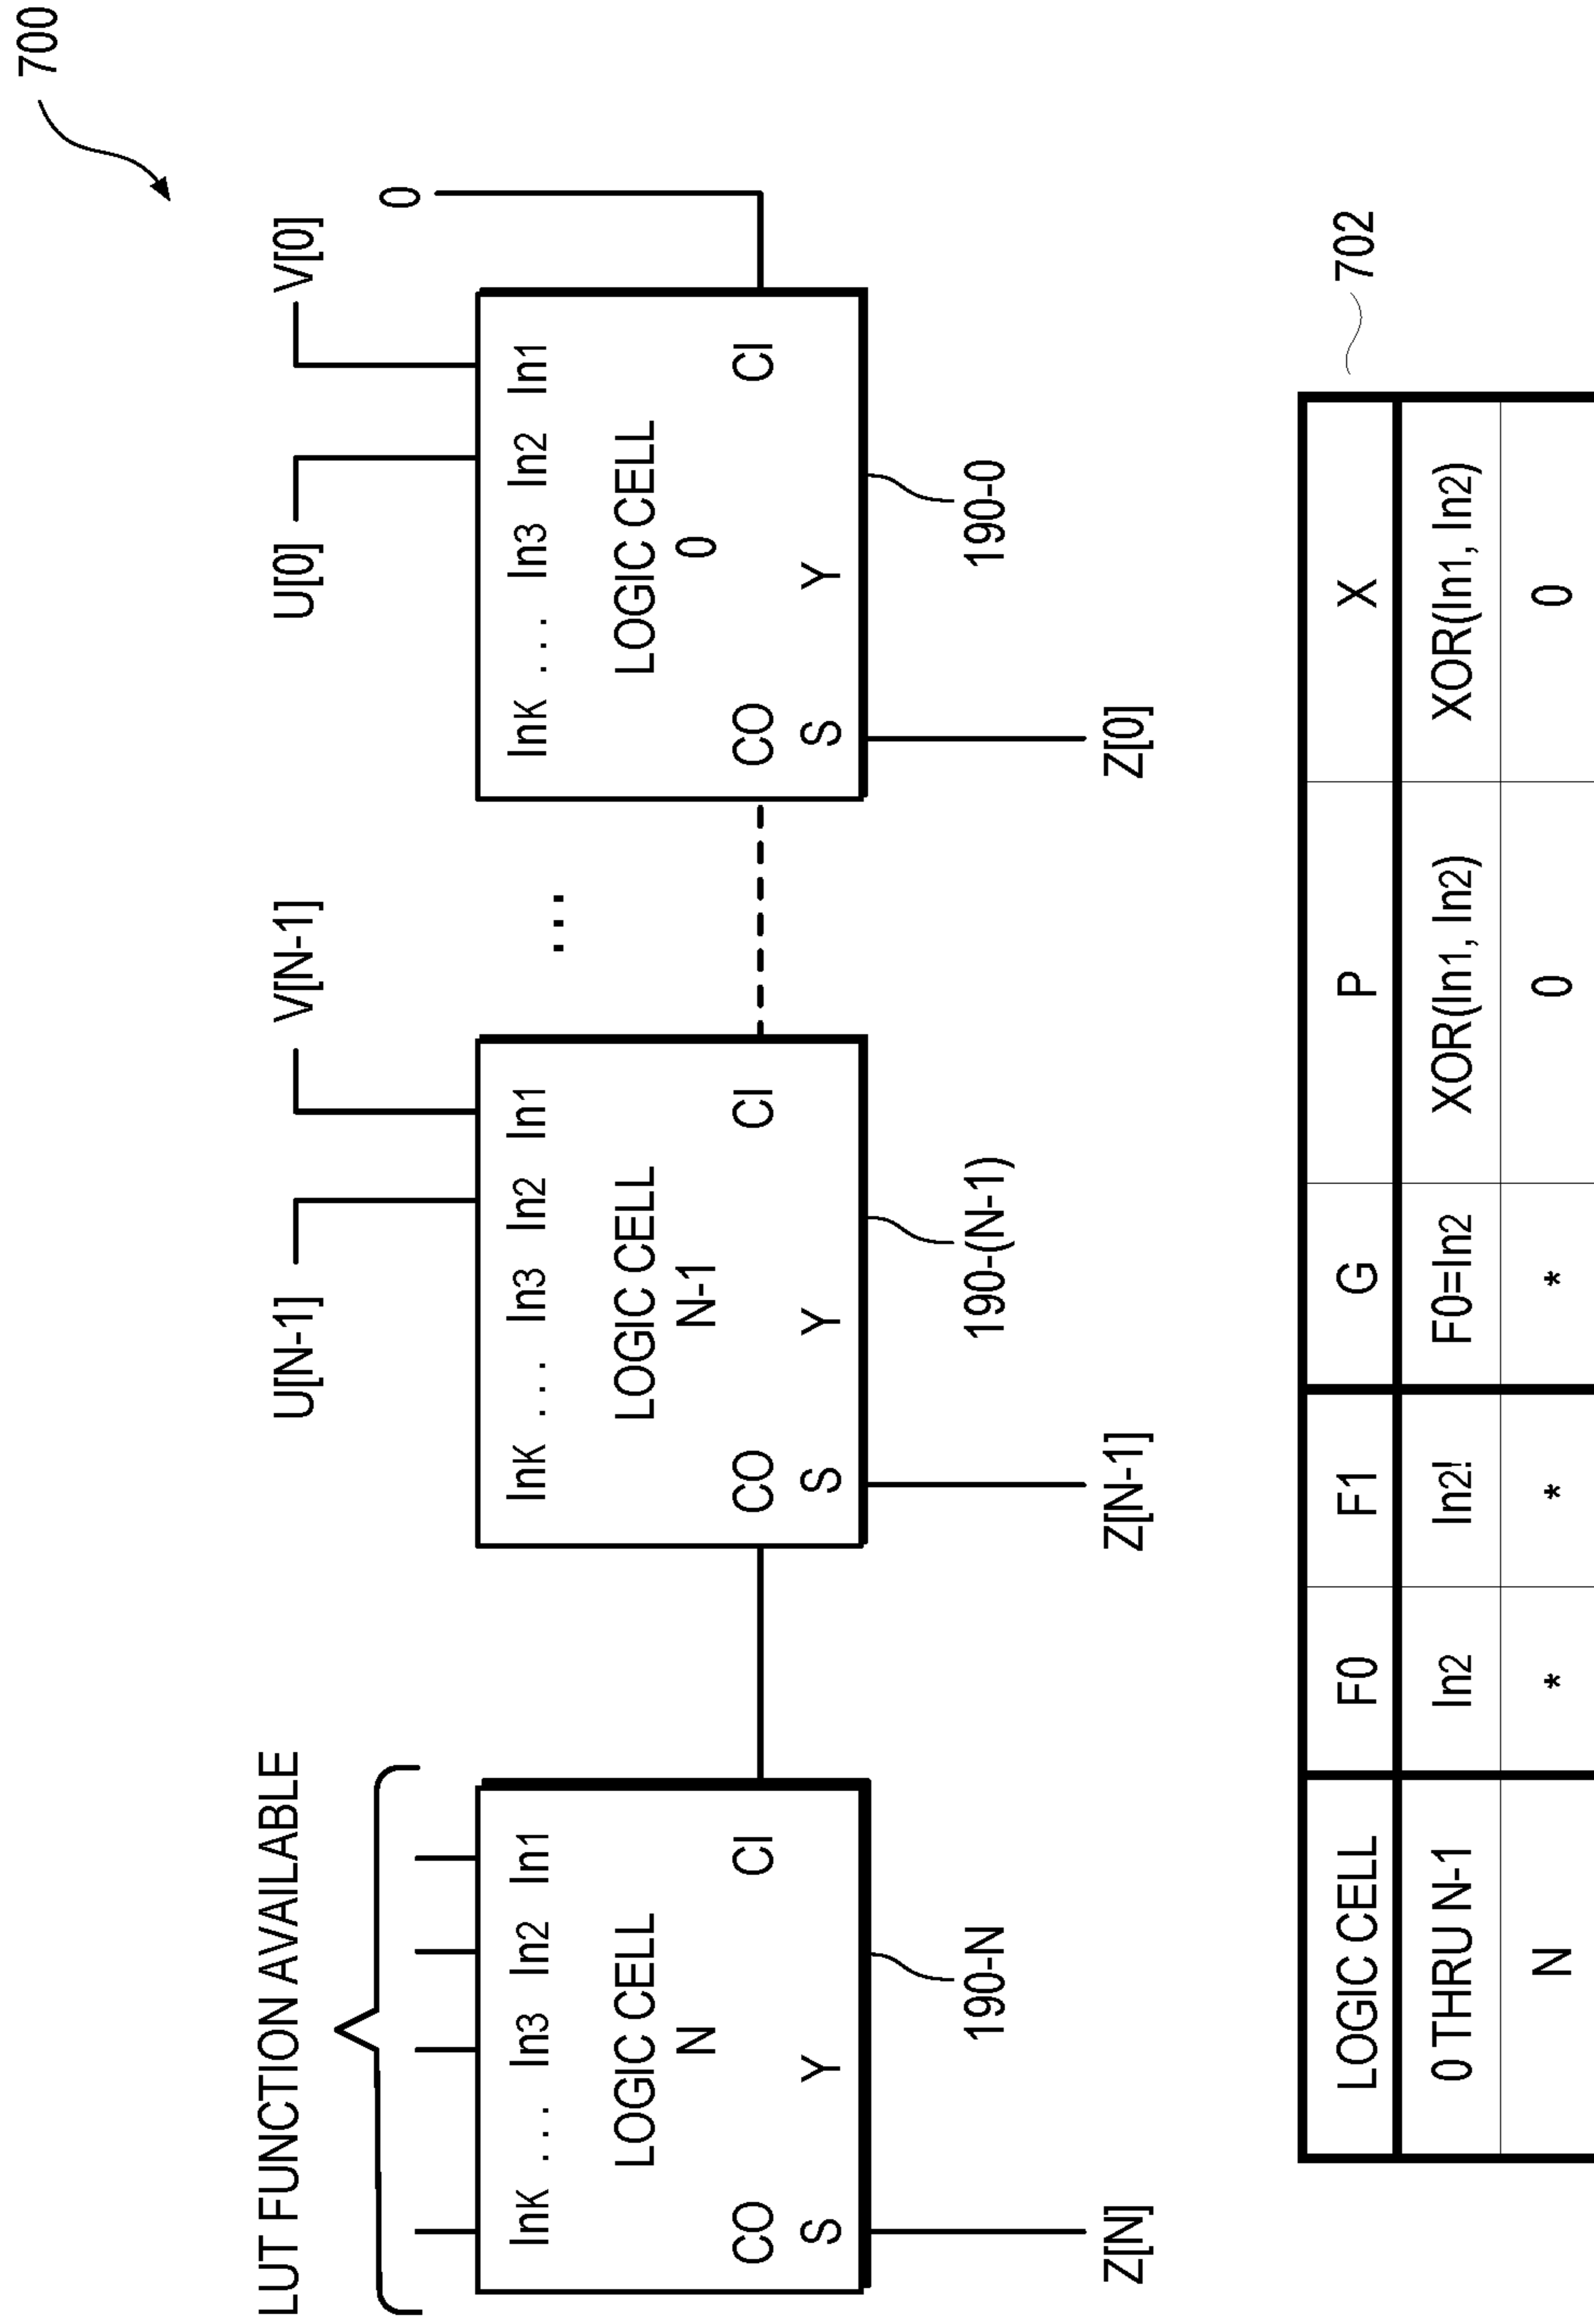 700
LUT FUNCTION AVAILABLE
U[N-1] V[N-1] U[0] V[0]
0
InK . . . In3 In2 In1 InK . . . In3 In2 In1 InK . . . In3 In2 In1
...
LOGIC CELL LOGIC CELL LOGIC CELL
N N-1 0
CO CI CO CI CO CI
S Y S Y S Y
190-N 190-(N-1) 190-0
Z[N] Z[N-1] Z[0]
702
LOGIC CELL F0 F1 G P X
0 THRU N-1 In2 In2! F0=In2 XOR(In1, In2) XOR(In1, In2)
N * * * 0 0